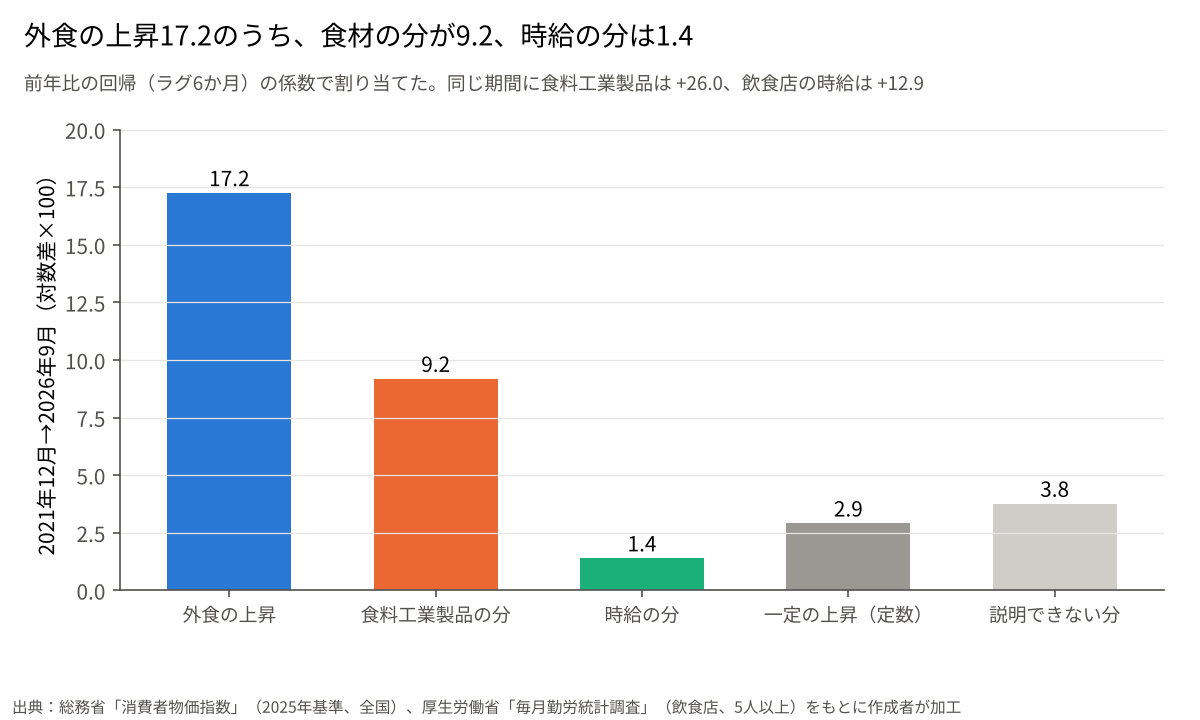 外食の上昇17.2のうち、食材の分が9.2、時給の分は1.4
前年比の回帰（ラグ6か月）の係数で割り当てた。同じ期間に食料工業製品は +26.0、飲食店の時給は +12.9
2021年12月→2026年9月（対数差×100）
20.0
17.5
15.0
12.5
10.0
7.5
5.0
2.5
0.0
17.2
9.2
1.4
2.9
3.8
外食の上昇
食料工業製品の分
時給の分
一定の上昇（定数）
説明できない分
出典：総務省「消費者物価指数」（2025年基準、全国）、厚生労働省「毎月勤労統計調査」（飲食店、5人以上）をもとに作成者が加工